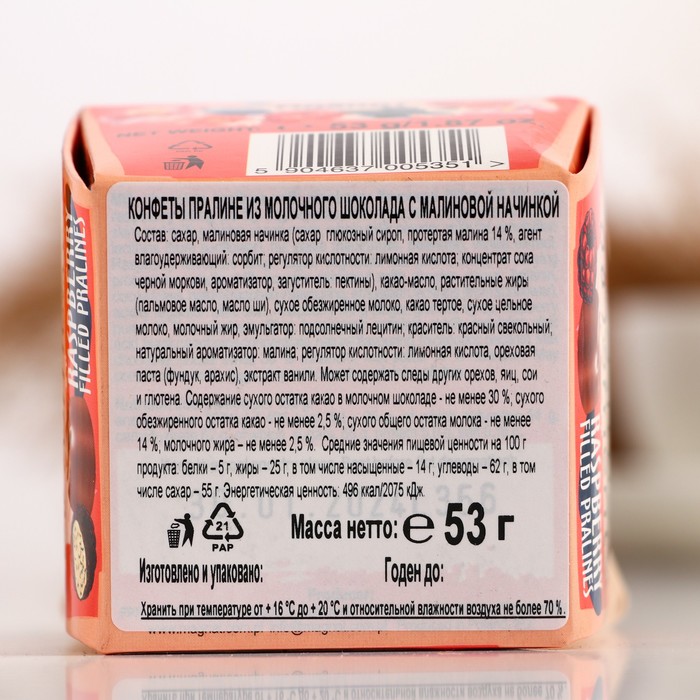 NET WEIGHT 53 g/1.87 oz
5 904637 005351 >
КОНФЕТЫ ПРАЛИНЕ ИЗ МОЛОЧНОГО ШОКОЛАДА С МАЛИНОВОЙ НАЧИНКОЙ
Состав: сахар, малиновая начинка (сахар глюкозный сироп, протертая малина 14 %, агент
влагоудерживающий: сорбит, регулятор кислотности: лимонная кислота; концентрат сока
черной моркови, ароматизатор, загуститель: пектины), какао-масло, растительные жиры
(пальмовое масло, масло ши), сухое обезжиренное молоко, какао тертое, сухое цельное
молоко, молочный жир, эмульгатор: подсолнечный лецитин; краситель: красный свекольный;
натуральный ароматизатор: малина; регулятор кислотности: лимонная кислота, ореховая
паста (фундук, арахис), экстракт ванили. Может содержать следы других орехов, яиц, сои
и глютена. Содержание сухого остатка какао в молочном шоколаде - не менее 30 %; сухого
обезжиренного остатка какао - не менее 2,5 %; сухого общего остатка молока - не менее
14 %; молочного жира – не менее 2,5 %. Средние значения пищевой ценности на 100 г
продукта: белки – 5 г, жиры – 25 г, в том числе насыщенные – 14 г; углеводы – 62 г, в том
числе сахар – 55 г. Энергетическая ценность: 496 ккал/2075 кДж.
21
PAP
Масса нетто: ℮ 53 г
Изготовлено и упаковано: Годен до:
Хранить при температуре от + 16 °C до + 20 °C и относительной влажности воздуха не более 70 %.
RASPBERRY
FILLED PRALINES
RASPBERRY
FILLED PRALINES